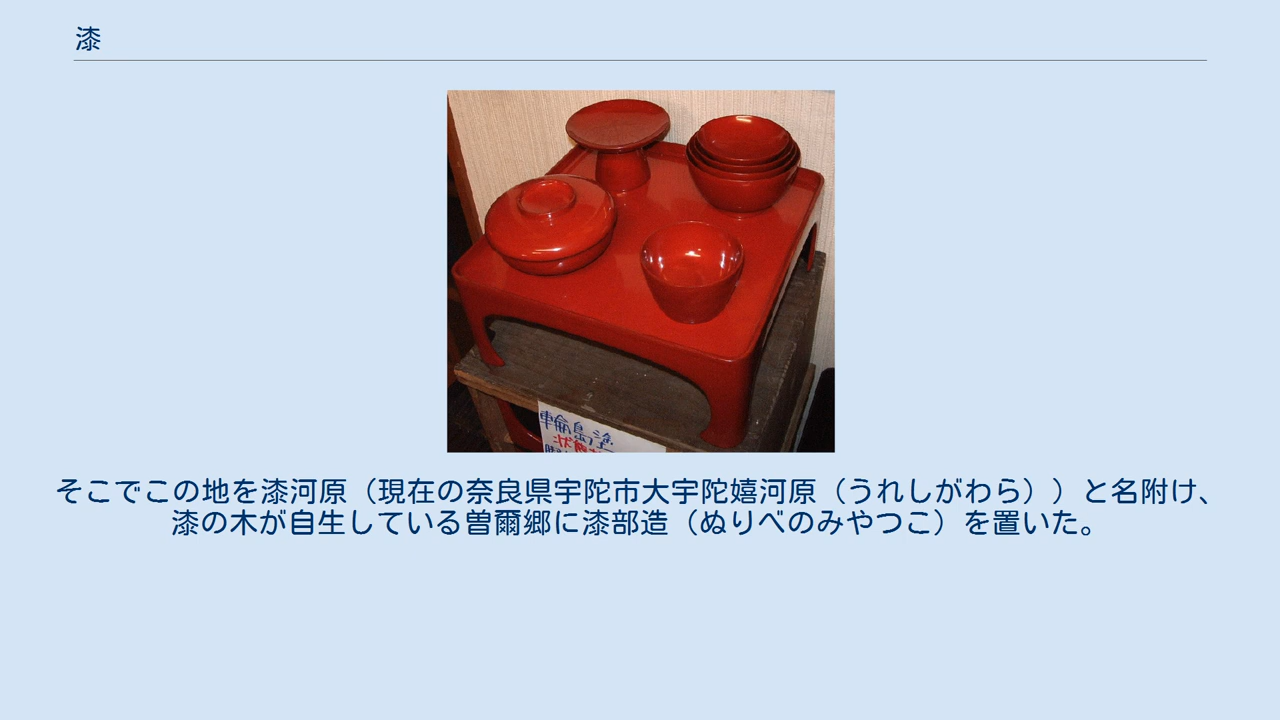 漆
輪島塗
そこでこの地を漆河原（現在の奈良県宇陀市大宇陀嬉河原（うれしがわら））と名附け、
漆の木が自生している曽爾郷に漆部造（ぬりべのみやつこ）を置いた。